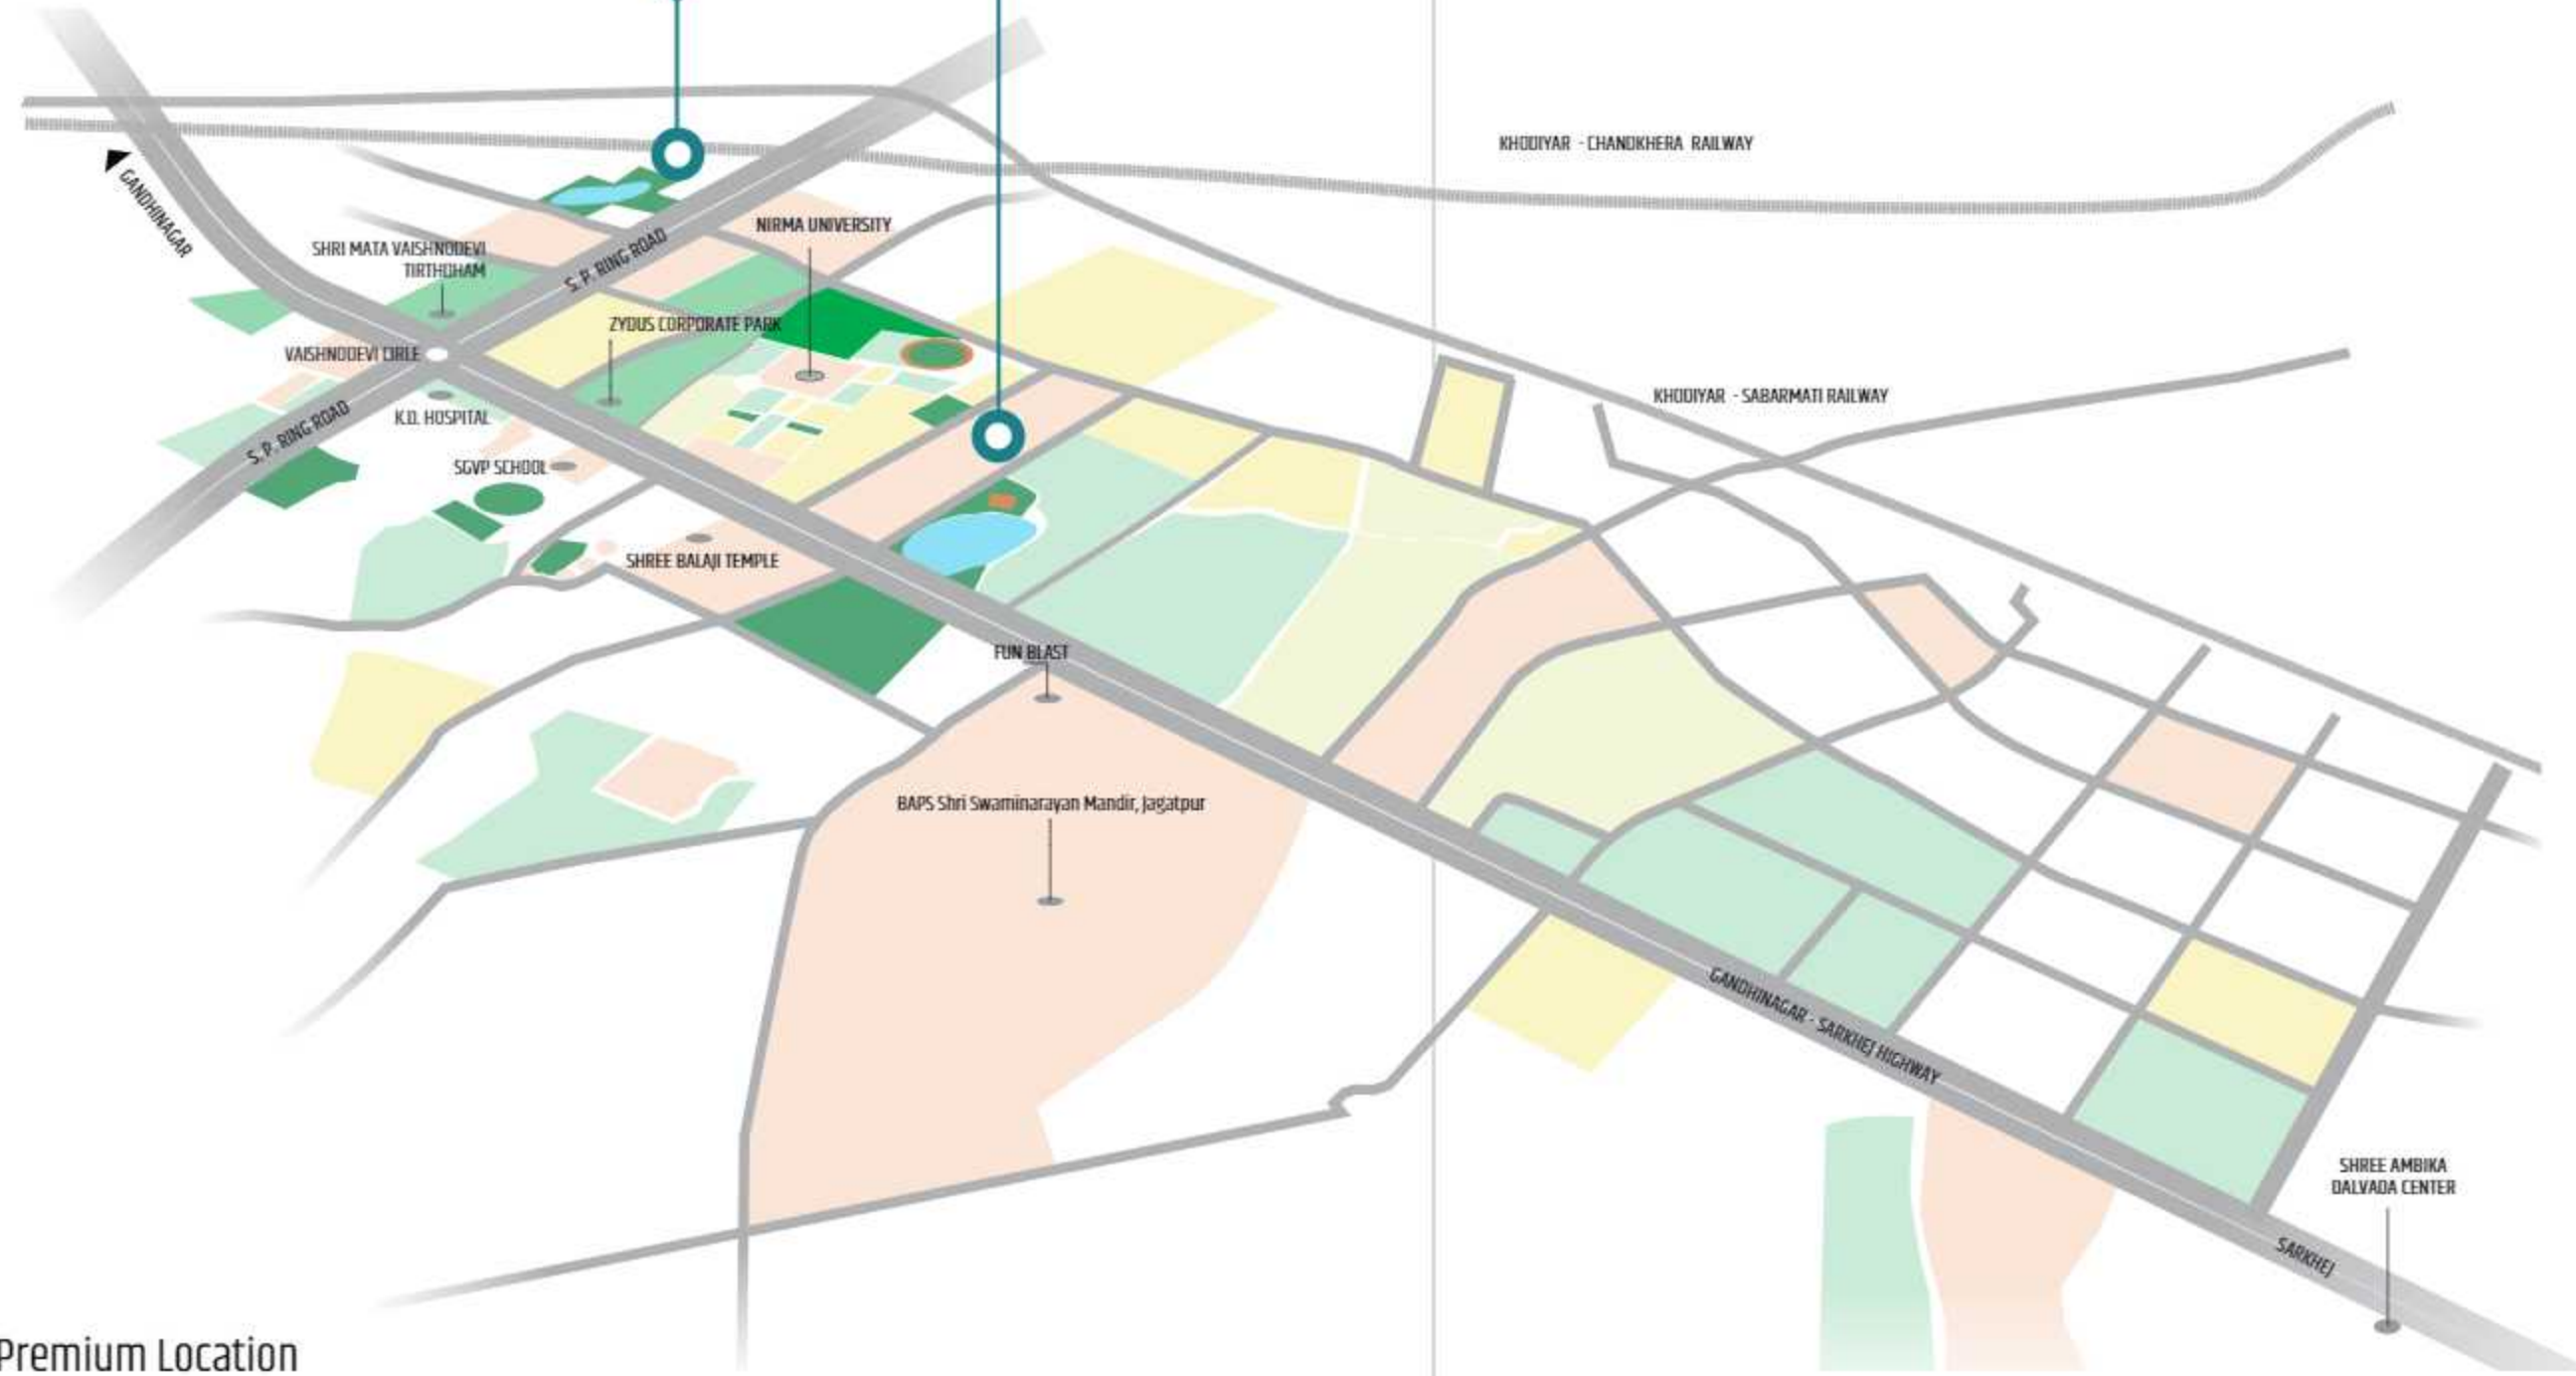 KHODIYAR - CHANDKHERA RAILWAY
GANDHINAGAR
NIRMA UNIVERSITY
SHRI MATA VAISHNODEVI
TIRTHDHAM
S. P. RING ROAD
ZYDUS CORPORATE PARK
VAISHNODEVI CIRLE
KHODIYAR - SABARMATI RAILWAY
K.D. HOSPITAL
S. P. RING ROAD
SGVP SCHOOL
SHREE BALAJI TEMPLE
FUN BLAST
BAPS Shri Swaminarayan Mandir, Jagatpur
GANDHINAGAR - SARKHEJ HIGHWAY
SHREE AMBIKA
DALVADA CENTER
SARKHEJ
Premium Location